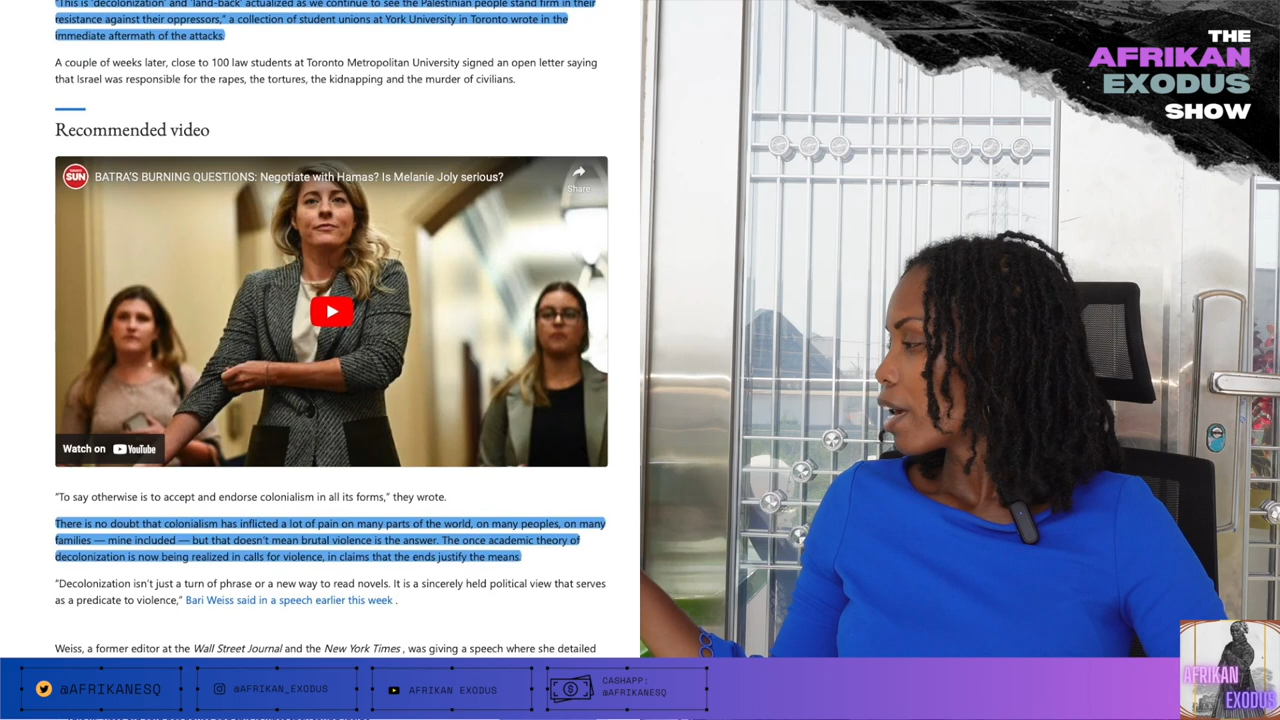 "This is 'decolonization' and 'land-back' actualized as we continue to see the Palestinian people stand firm in their
resistance against their oppressors," a collection of student unions at York University in Toronto wrote in the
immediate aftermath of the attacks.
A couple of weeks later, close to 100 law students at Toronto Metropolitan University signed an open letter saying
that Israel was responsible for the rapes, the tortures, the kidnapping and the murder of civilians.
Recommended video
SUN
BATRA'S BURNING QUESTIONS: Negotiate with Hamas? Is Melanie Joly serious?
Share
Watch on YouTube
"To say otherwise is to accept and endorse colonialism in all its forms," they wrote.
There is no doubt that colonialism has inflicted a lot of pain on many parts of the world, on many peoples, on many
families — mine included — but that doesn't mean brutal violence is the answer. The once academic theory of
decolonization is now being realized in calls for violence, in claims that the ends justify the means.
"Decolonization isn't just a turn of phrase or a new way to read novels. It is a sincerely held political view that serves
as a predicate to violence," Bari Weiss said in a speech earlier this week .
Weiss, a former editor at the Wall Street Journal and the New York Times , was giving a speech where she detailed
THE
AFRIKAN
EXODUS
SHOW
@AFRIKANESQ
@AFRIKAN_EXODUS
AFRIKAN EXODUS
CASHAPP:
@AFRIKANESQ
AFRIKAN
EXODUS